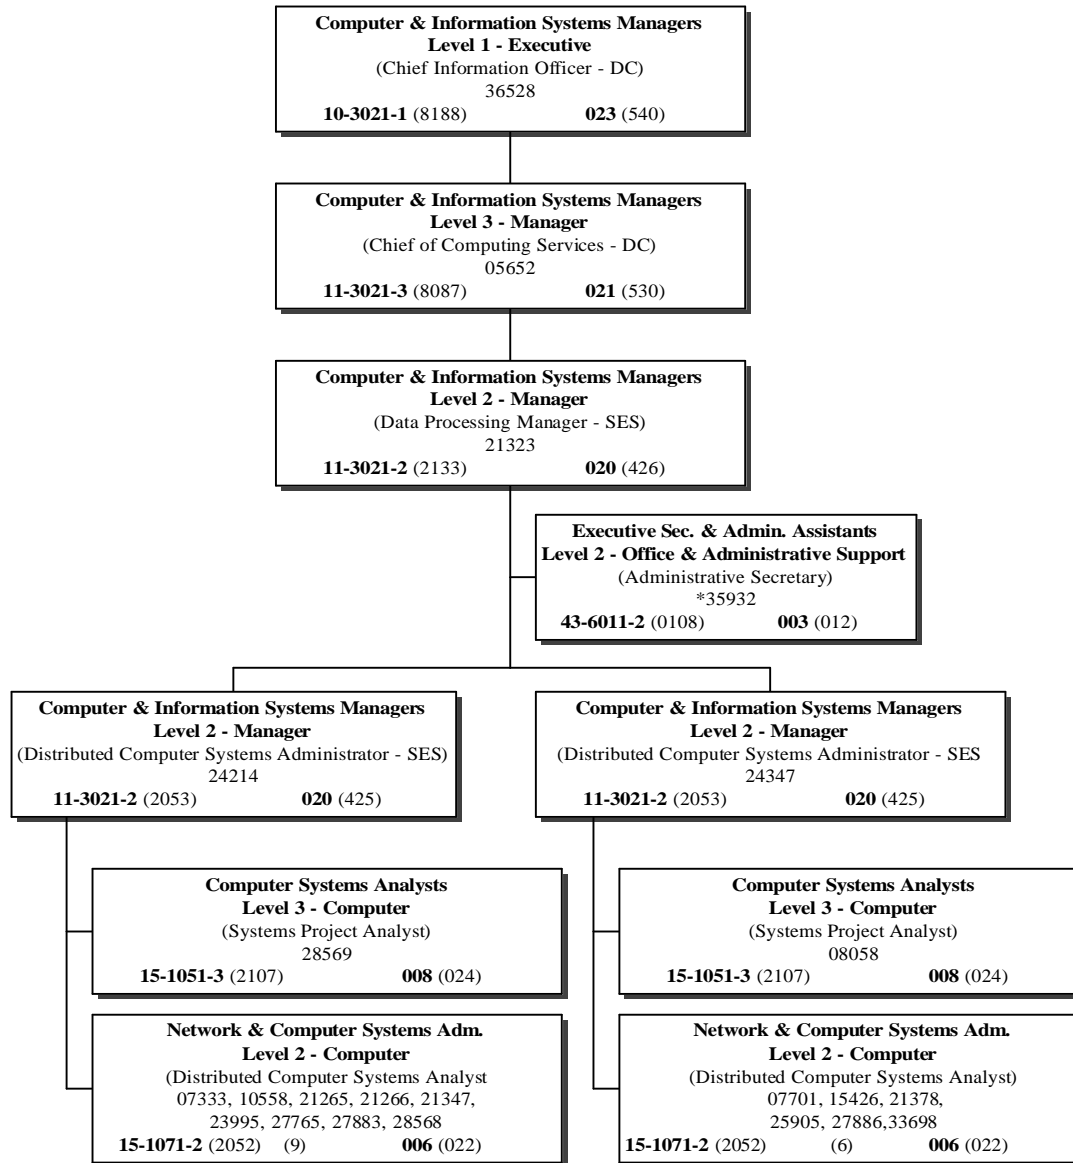 Computer & Information Systems Managers
Level 1 - Executive
(Chief Information Officer - DC)
36528
10-3021-1 (8188) 023 (540)
Computer & Information Systems Managers
Level 3 - Manager
(Chief of Computing Services - DC)
05652
11-3021-3 (8087) 021 (530)
Computer & Information Systems Managers
Level 2 - Manager
(Data Processing Manager - SES)
21323
11-3021-2 (2133) 020 (426)
Executive Sec. & Admin. Assistants
Level 2 - Office & Administrative Support
(Administrative Secretary)
*35932
43-6011-2 (0108) 003 (012)
Computer & Information Systems Managers
Level 2 - Manager
(Distributed Computer Systems Administrator - SES)
24214
11-3021-2 (2053) 020 (425)
Computer & Information Systems Managers
Level 2 - Manager
(Distributed Computer Systems Administrator - SES
24347
11-3021-2 (2053) 020 (425)
Computer Systems Analysts
Level 3 - Computer
(Systems Project Analyst)
28569
15-1051-3 (2107) 008 (024)
Computer Systems Analysts
Level 3 - Computer
(Systems Project Analyst)
08058
15-1051-3 (2107) 008 (024)
Network & Computer Systems Adm.
Level 2 - Computer
(Distributed Computer Systems Analyst
07333, 10558, 21265, 21266, 21347,
23995, 27765, 27883, 28568
15-1071-2 (2052) (9) 006 (022)
Network & Computer Systems Adm.
Level 2 - Computer
(Distributed Computer Systems Analyst)
07701, 15426, 21378,
25905, 27886,33698
15-1071-2 (2052) (6) 006 (022)